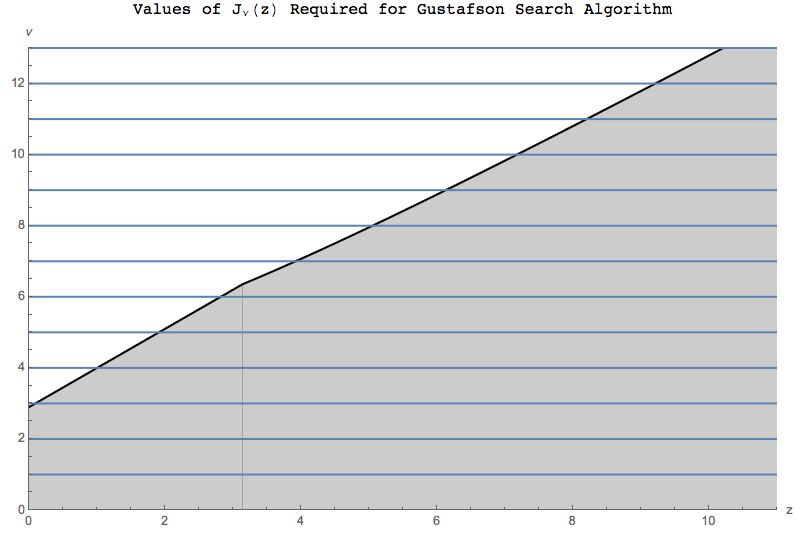 Values of Jᵥ(z) Required for Gustafson Search Algorithm
ν
12
10
8
6
4
2
0
0 2 4 6 8 10 z